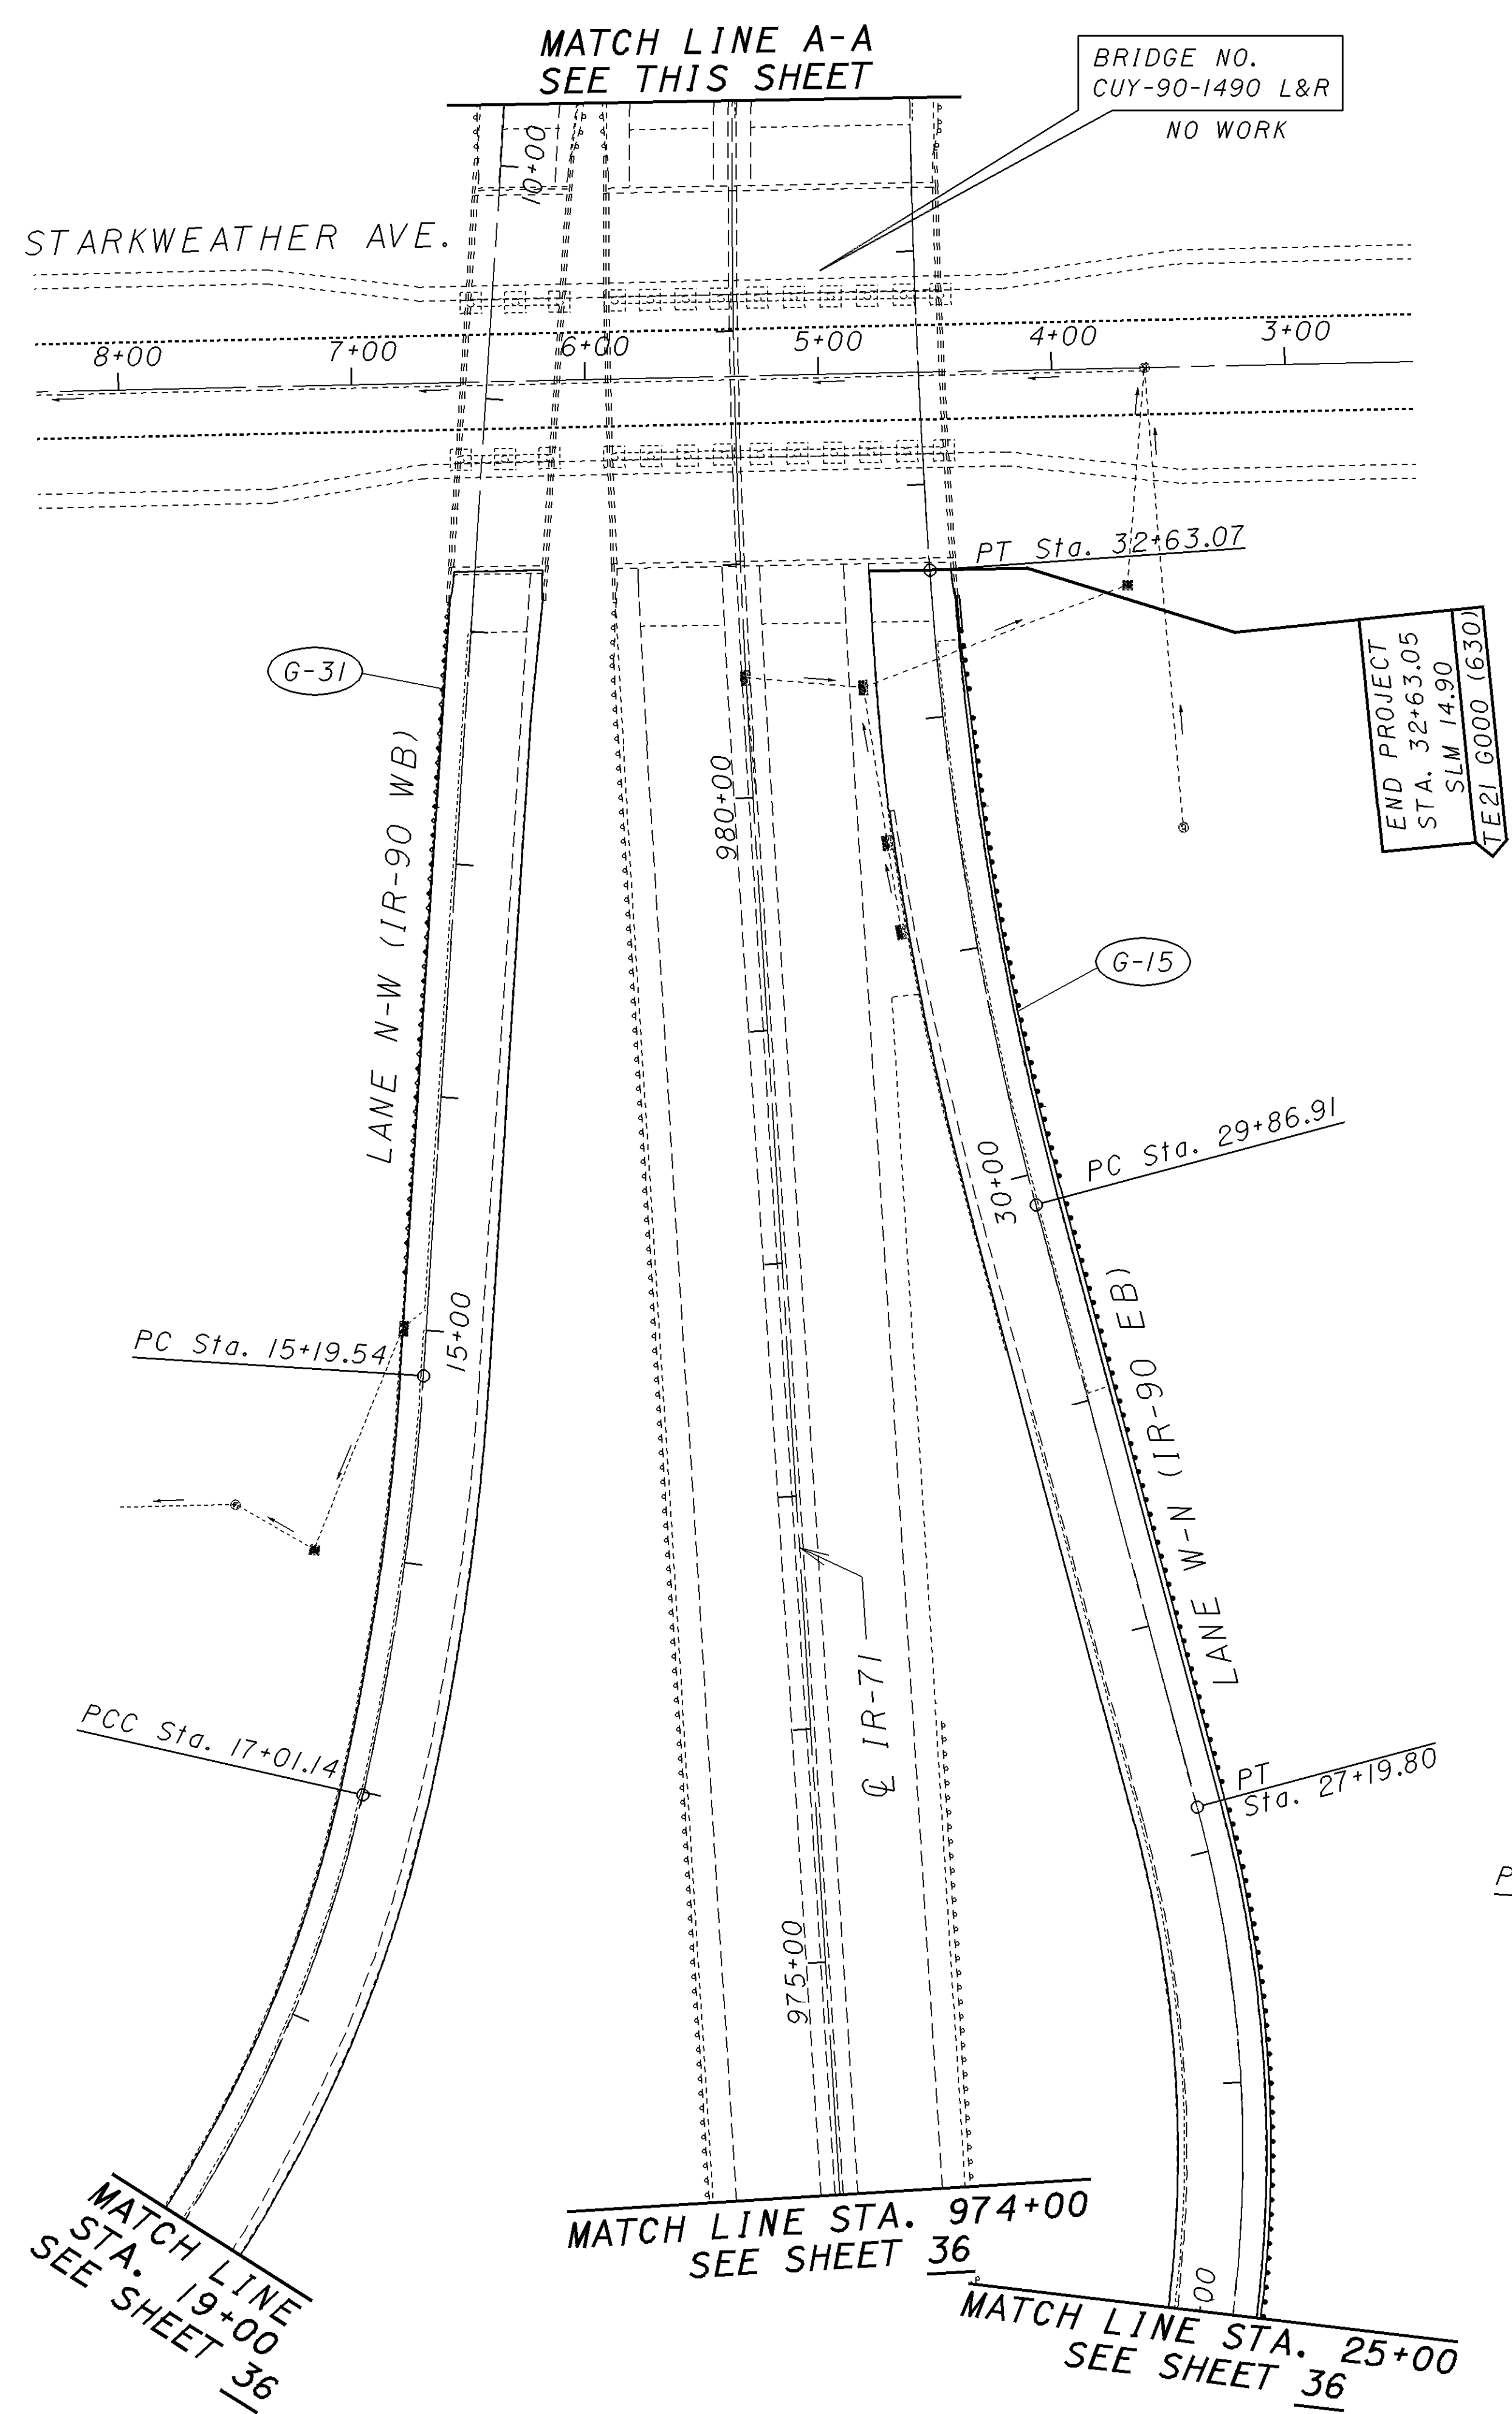 MATCH LINE A-A
SEE THIS SHEET
BRIDGE NO.
CUY-90-1490 L&R
NO WORK
10+00
STARKWEATHER AVE.
8+00
7+00
6+00
5+00
4+00
3+00
PT Sta. 32+63.07
END PROJECT
STA. 32+63.05
SLM 14.90
TE21 G000 (630)
G-31
LANE N-W (IR-90 WB)
980+00
G-15
PC Sta. 29+86.91
30+00
LANE W-N (IR-90 EB)
PC Sta. 15+19.54
15+00
℄ IR-71
PCC Sta. 17+01.14
PT
Sta. 27+19.80
P
975+00
MATCH LINE
STA. 19+00
SEE SHEET 36
MATCH LINE STA. 974+00
SEE SHEET 36
00
MATCH LINE STA. 25+00
SEE SHEET 36